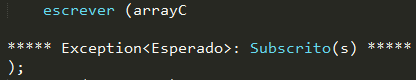 escrever (arrayC
***** Exception<Esperado>: Subscrito(s) *****
);